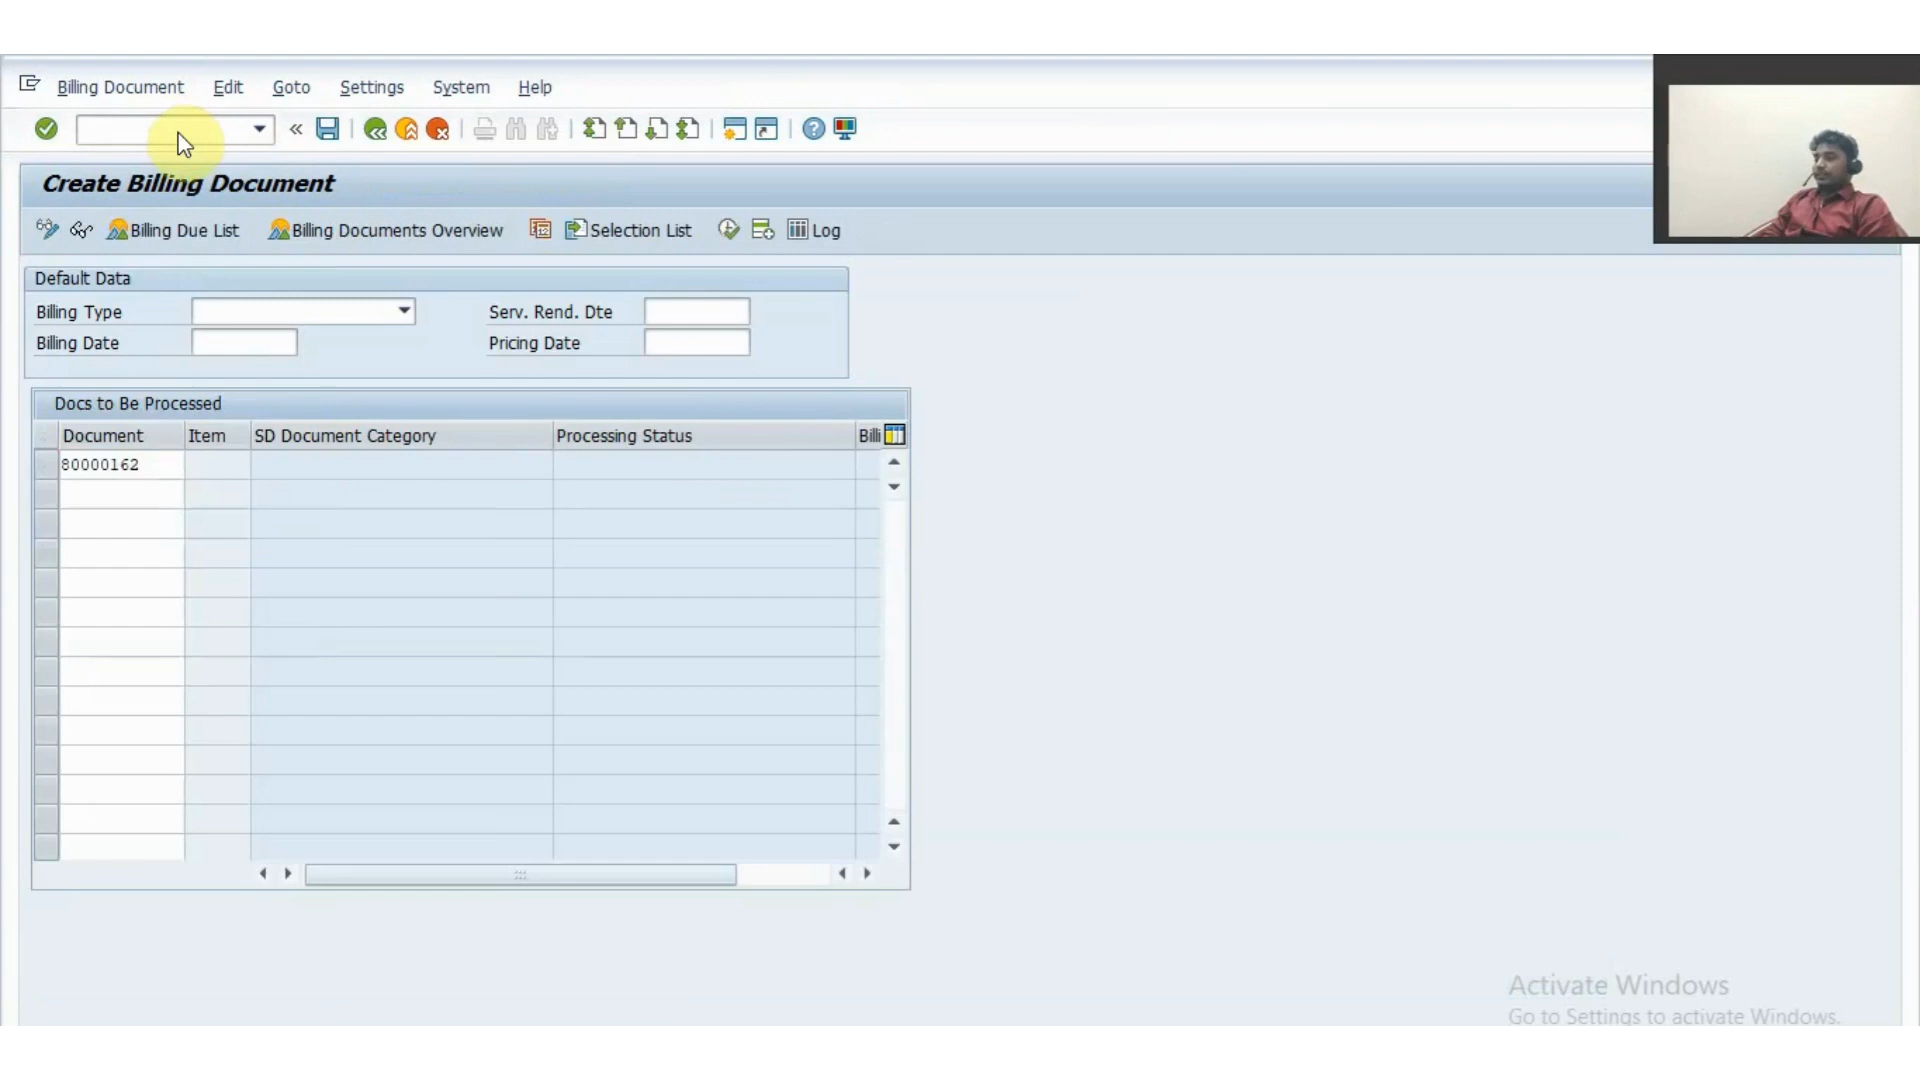 Billing Document Edit Goto Settings System Help
Create Billing Document
Billing Due List Billing Documents Overview Selection List Log
Default Data
Billing Type Serv. Rend. Dte
Billing Date Pricing Date
Docs to Be Processed
Document Item SD Document Category Processing Status Billi
80000162
Activate Windows
Go to Settings to activate Windows.